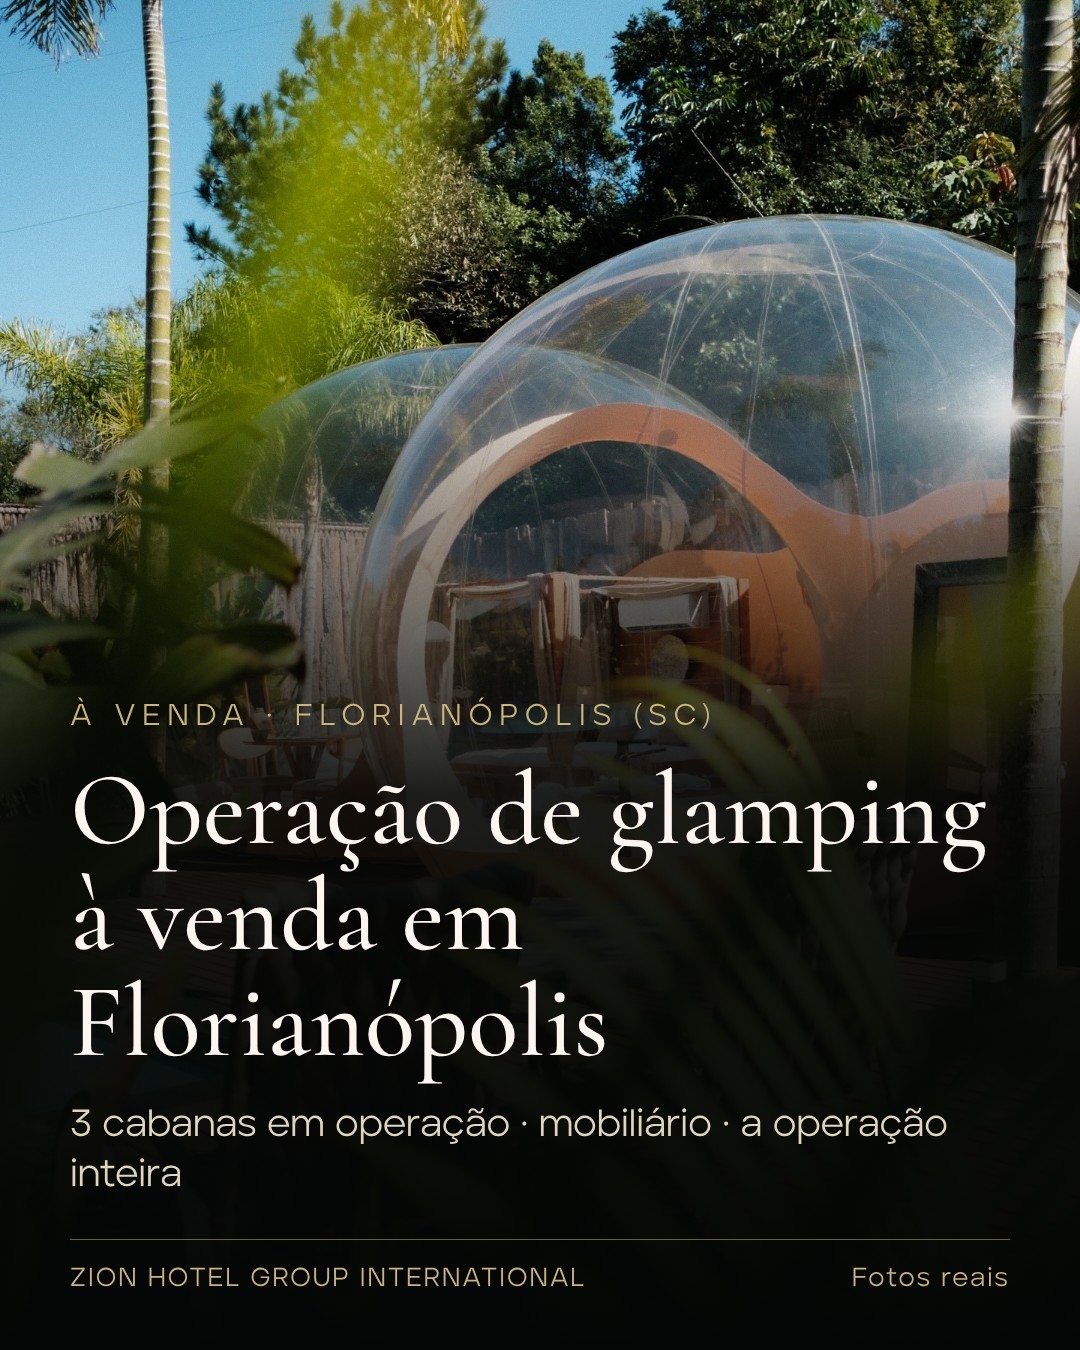 À VENDA · FLORIANÓPOLIS (SC)
Operação de glamping
à venda em
Florianópolis
3 cabanas em operação · mobiliário · a operação
inteira
ZION HOTEL GROUP INTERNATIONAL
Fotos reais